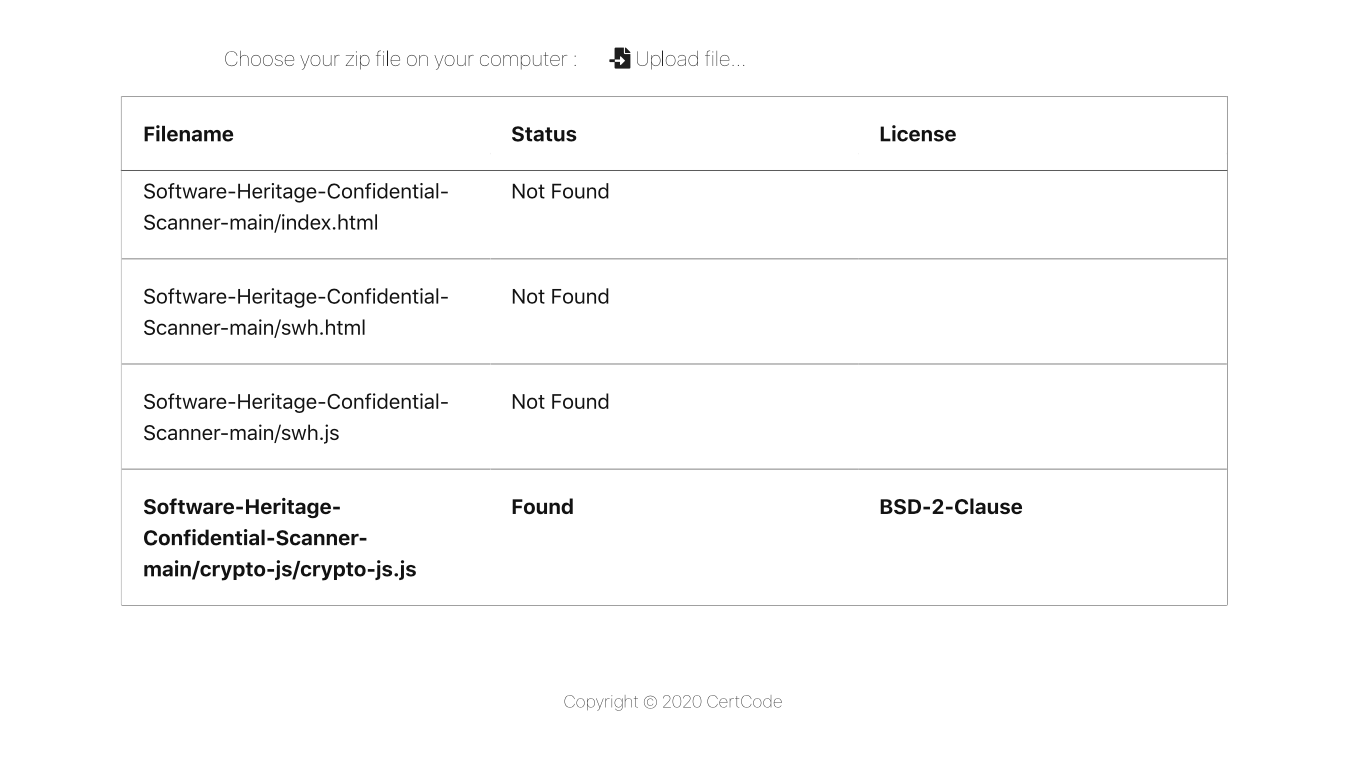 Choose your zip file on your computer : Upload file...
Filename Status License
Software-Heritage-Confidential- Not Found
Scanner-main/index.html
Software-Heritage-Confidential- Not Found
Scanner-main/swh.html
Software-Heritage-Confidential- Not Found
Scanner-main/swh.js
Software-Heritage- Found BSD-2-Clause
Confidential-Scanner-
main/crypto-js/crypto-js.js
Copyright © 2020 CertCode